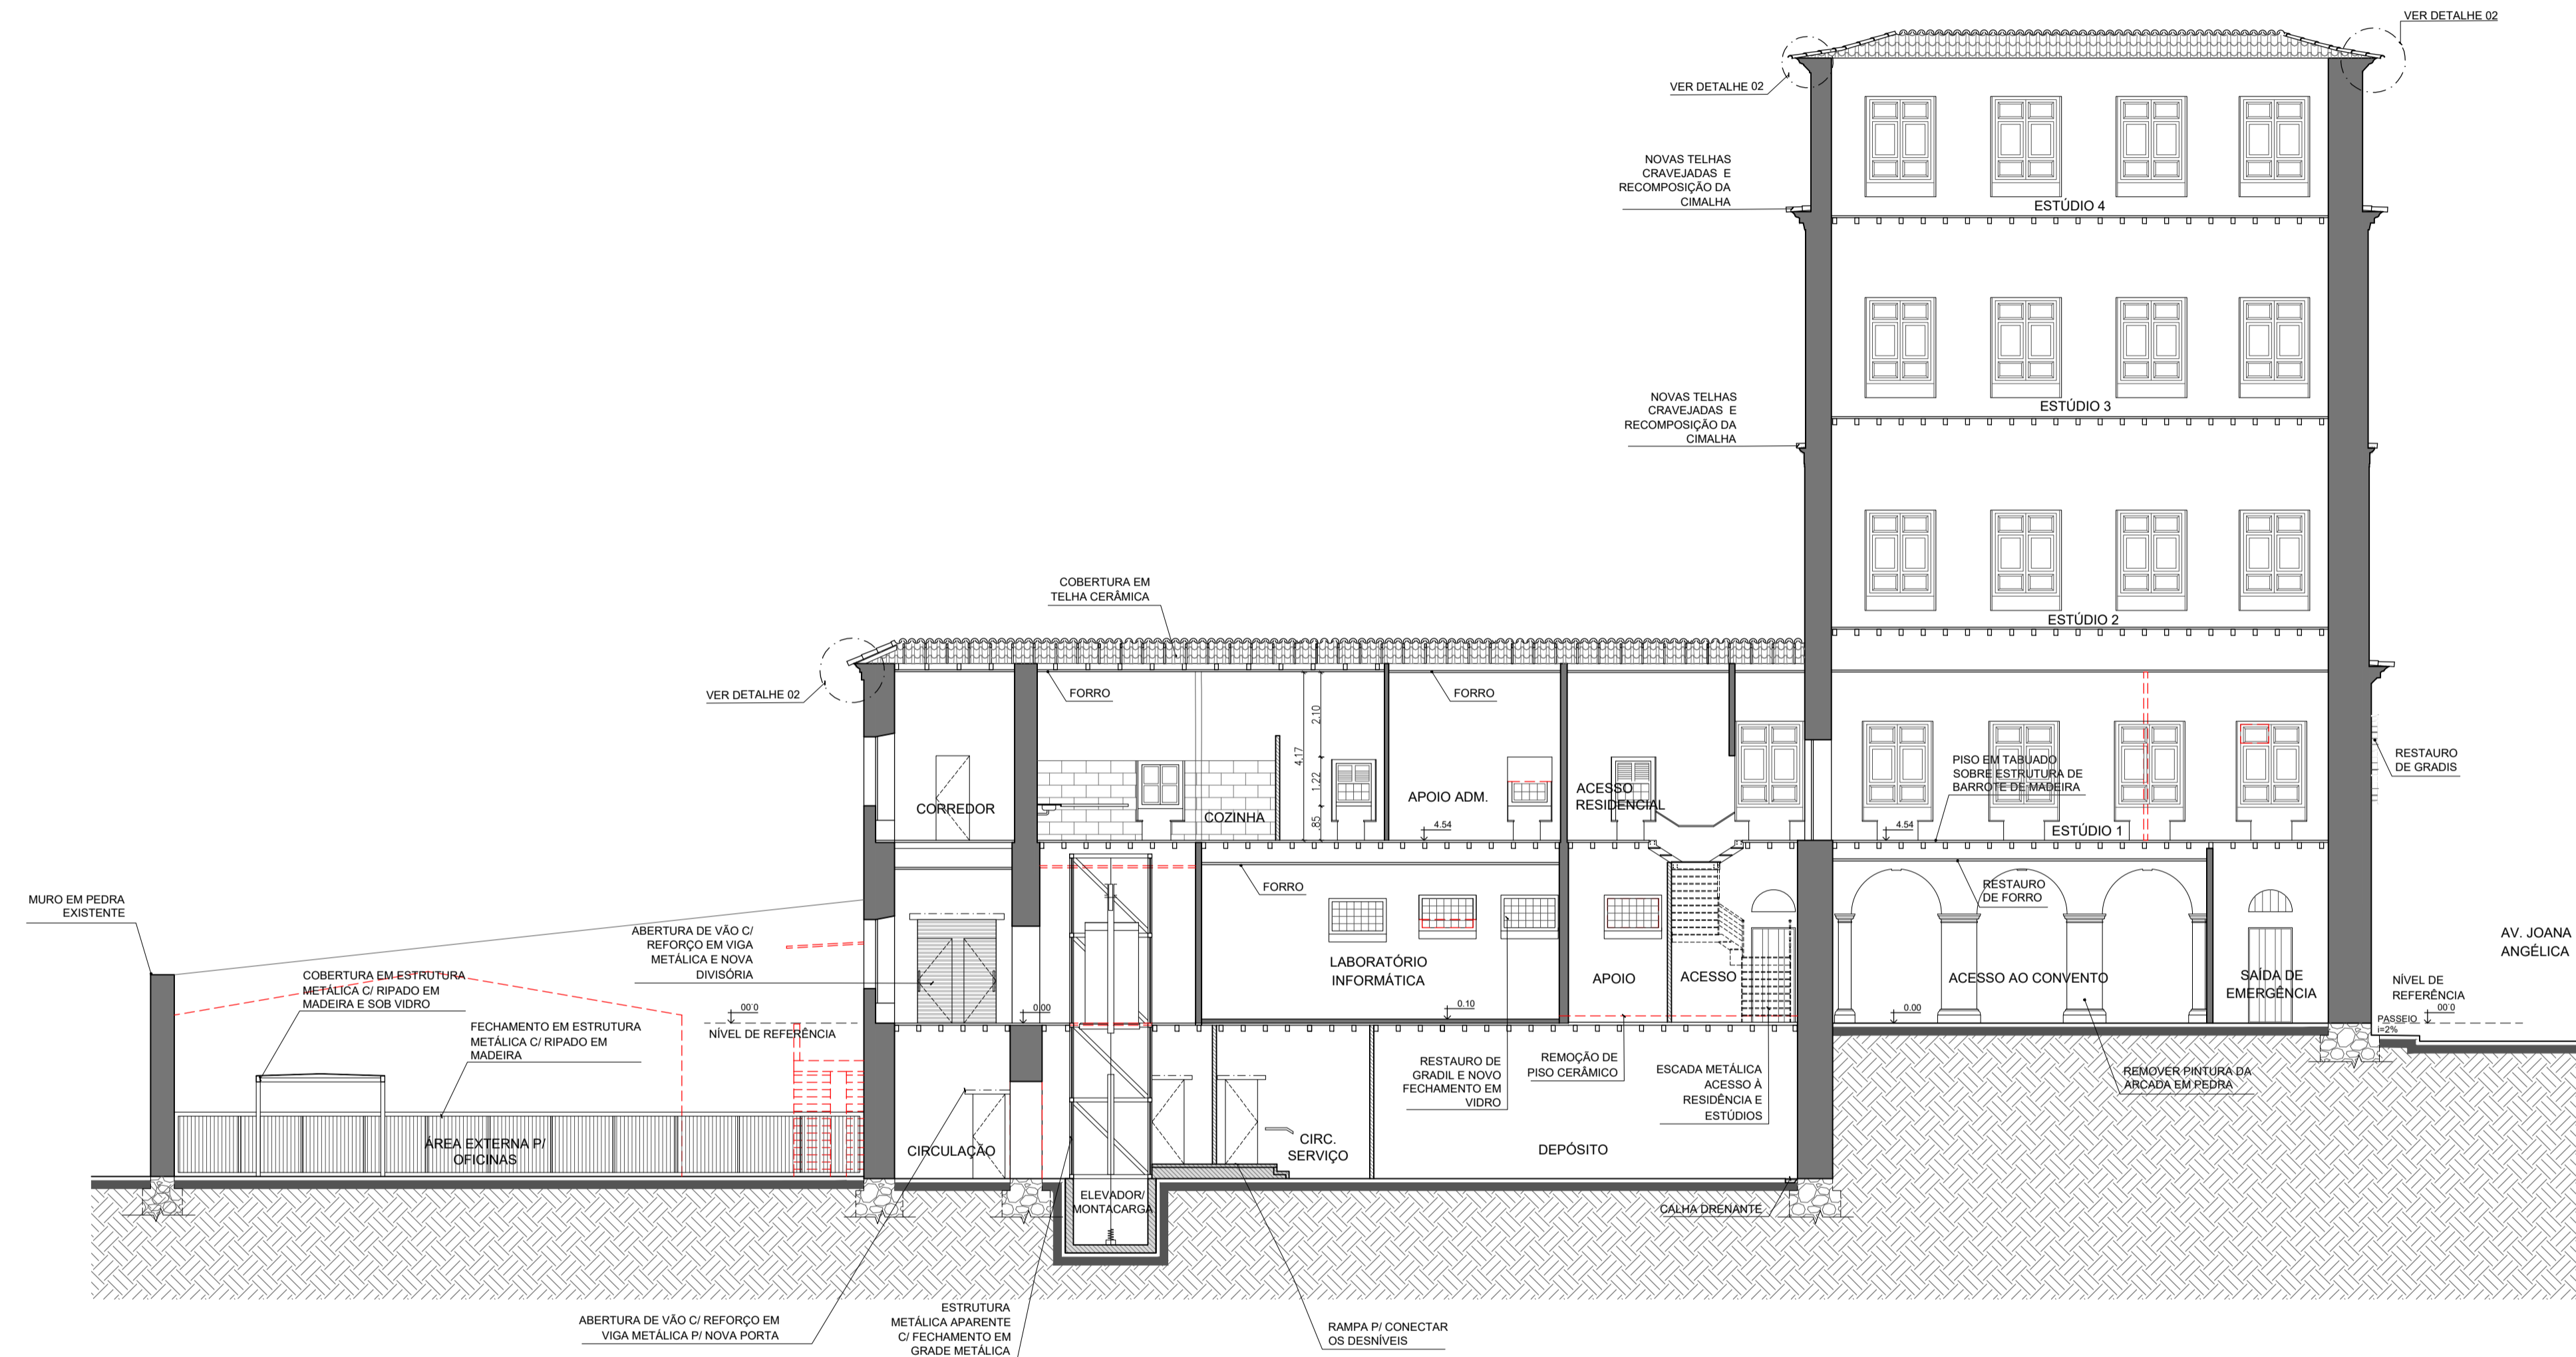 VER DETALHE 02
VER DETALHE 02
NOVAS TELHAS
CRAVEJADAS E
RECOMPOSIÇÃO DA
CIMALHA
ESTÚDIO 4
NOVAS TELHAS
CRAVEJADAS E
RECOMPOSIÇÃO DA
CIMALHA
ESTÚDIO 3
ESTÚDIO 2
COBERTURA EM
TELHA CERÂMICA
VER DETALHE 02
FORRO
FORRO
2.10
4.17
1.22
.85
CORREDOR
COZINHA
APOIO ADM.
4.54
ACESSO
RESIDENCIAL
PISO EM TABUADO
SOBRE ESTRUTURA DE
BARROTE DE MADEIRA
4.54
ESTÚDIO 1
RESTAURO
DE GRADIS
MURO EM PEDRA
EXISTENTE
FORRO
RESTAURO
DE FORRO
ABERTURA DE VÃO C/
REFORÇO EM VIGA
METÁLICA E NOVA
DIVISÓRIA
COBERTURA EM ESTRUTURA
METÁLICA C/ RIPADO EM
MADEIRA E SOB VIDRO
LABORATÓRIO
INFORMÁTICA
APOIO
ACESSO
ACESSO AO CONVENTO
SAÍDA DE
EMERGÊNCIA
AV. JOANA
ANGÉLICA
NÍVEL DE
REFERÊNCIA
00'0
PASSEIO
i=2%
00'0
NÍVEL DE REFERÊNCIA
0.00
0.10
0.00
FECHAMENTO EM ESTRUTURA
METÁLICA C/ RIPADO EM
MADEIRA
RESTAURO DE
GRADIL E NOVO
FECHAMENTO EM
VIDRO
REMOÇÃO DE
PISO CERÂMICO
ESCADA METÁLICA
ACESSO À
RESIDÊNCIA E
ESTÚDIOS
REMOVER PINTURA DA
ARCADA EM PEDRA
ÁREA EXTERNA P/
OFICINAS
CIRCULAÇÃO
CIRC.
SERVIÇO
DEPÓSITO
ELEVADOR/
MONTACARGA
CALHA DRENANTE
ABERTURA DE VÃO C/ REFORÇO EM
VIGA METÁLICA P/ NOVA PORTA
ESTRUTURA
METÁLICA APARENTE
C/ FECHAMENTO EM
GRADE METÁLICA
RAMPA P/ CONECTAR
OS DESNÍVEIS